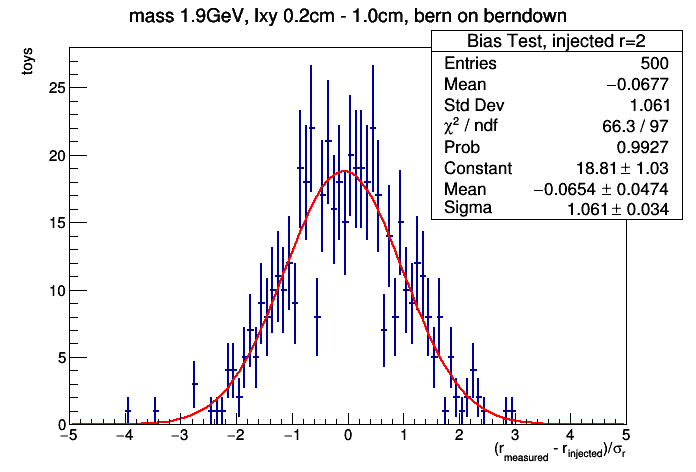 mass 1.9GeV, lxy 0.2cm - 1.0cm, bern on berndown
Bias Test, injected r=2
Entries 500
Mean −0.0677
Std Dev 1.061
χ² / ndf 66.3 / 97
Prob 0.9927
Constant 18.81 ± 1.03
Mean −0.0654 ± 0.0474
Sigma 1.061 ± 0.034
toys
25
20
15
10
5
0
−5 −4 −3 −2 −1 0 1 2 3 4 5
(r_measured - r_injected)/σ_r